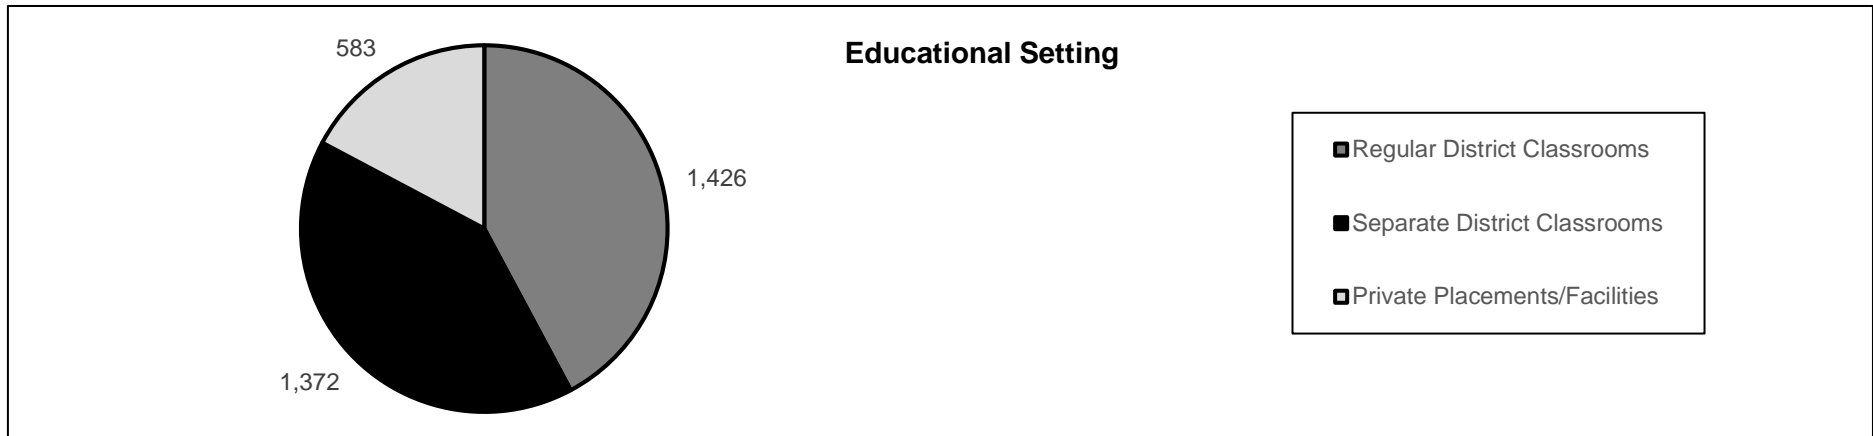 Educational Setting
583
1,426
1,372
Regular District Classrooms
Separate District Classrooms
Private Placements/Facilities